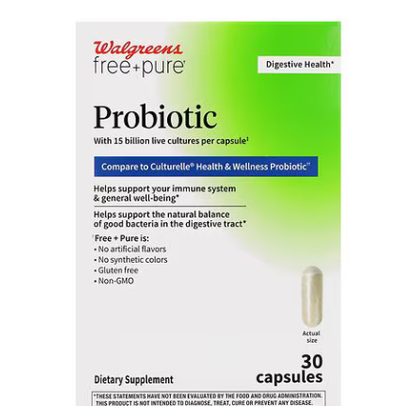 Walgreens
free+pure®
Digestive Health*
Probiotic
With 15 billion live cultures per capsule‡
Compare to Culturelle® Health & Wellness Probiotic††
Helps support your immune system
& general well-being*
Helps support the natural balance
of good bacteria in the digestive tract*
†Free + Pure is:
• No artificial flavors
• No synthetic colors
• Gluten free
• Non-GMO
Actual
size
30
capsules
Dietary Supplement
*THESE STATEMENTS HAVE NOT BEEN EVALUATED BY THE FOOD AND DRUG ADMINISTRATION.
THIS PRODUCT IS NOT INTENDED TO DIAGNOSE, TREAT, CURE OR PREVENT ANY DISEASE.